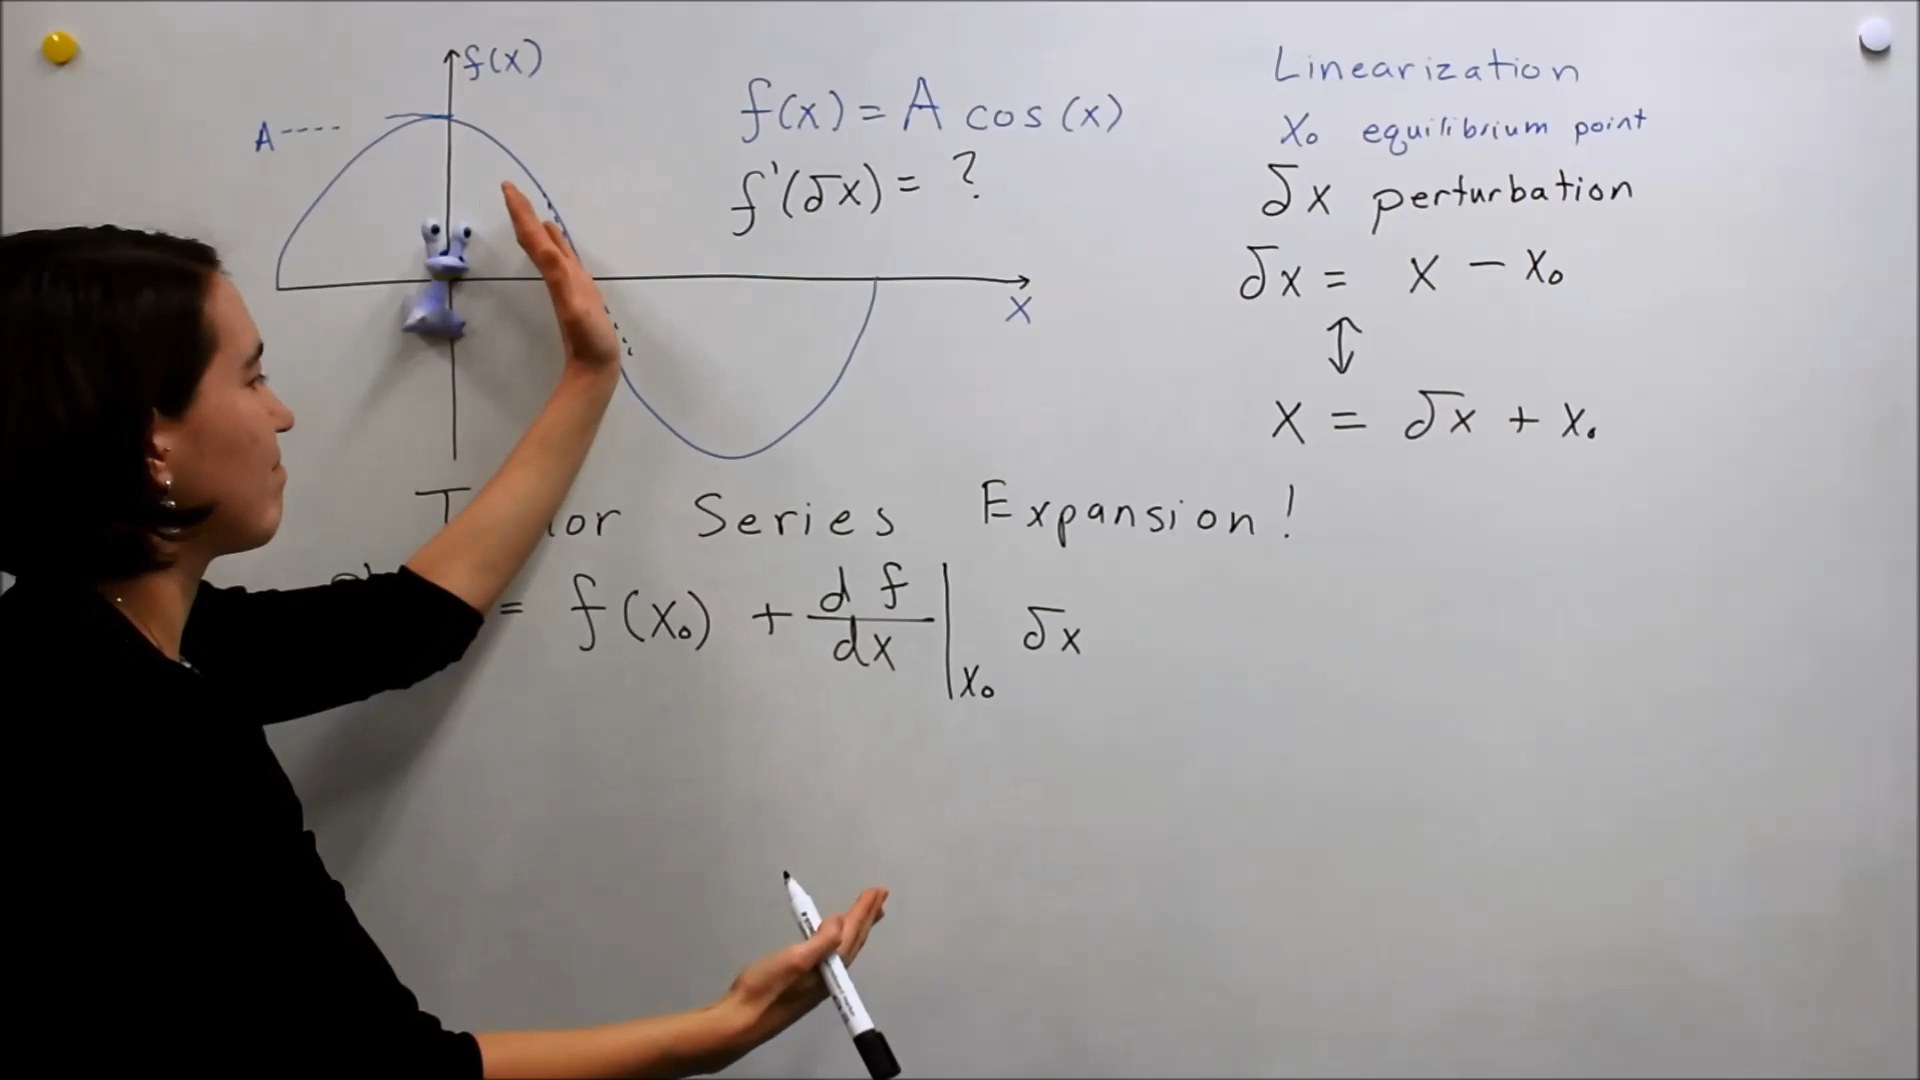 f(x)
A
x
f(x) = A cos(x)
f'(δx) = ?
Linearization
x₀ equilibrium point
δx perturbation
δx = x - x₀
↕
x = δx + x₀
Series Expansion!
= f(x₀) + df/dx |x₀ δx